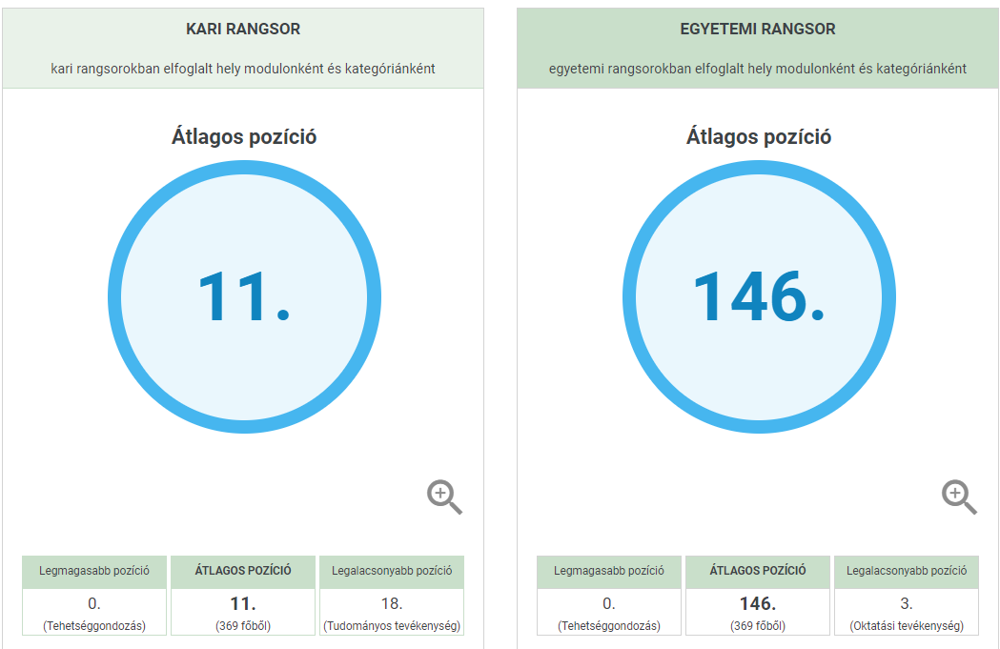 KARI RANGSOR
kari rangsorokban elfoglalt hely modulonként és kategóriánként
Átlagos pozíció
11.
Legmagasabb pozíció
0.
(Tehetséggondozás)
ÁTLAGOS POZÍCIÓ
11.
(369 főből)
Legalacsonyabb pozíció
18.
(Tudományos tevékenység)
EGYETEMI RANGSOR
egyetemi rangsorokban elfoglalt hely modulonként és kategóriánként
Átlagos pozíció
146.
Legmagasabb pozíció
0.
(Tehetséggondozás)
ÁTLAGOS POZÍCIÓ
146.
(369 főből)
Legalacsonyabb pozíció
3.
(Oktatási tevékenység)